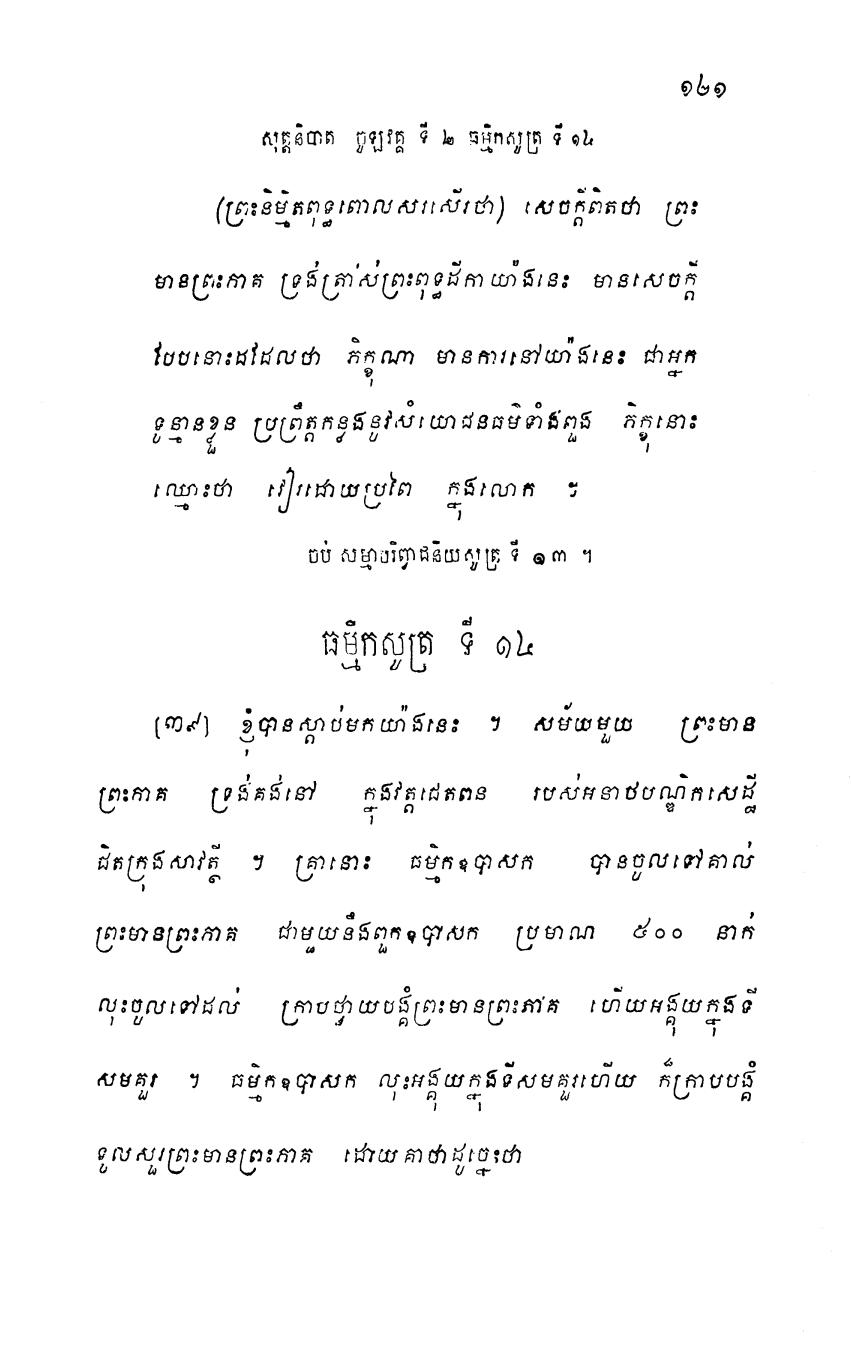 ១២១
សុត្តនិបាត ចូឡវគ្គ ទី ២ ធម្មិកសូត្រ ទី ១៤
(ព្រះនិម្មិតពុទ្ធពោលសរសើរថា) សេចក្តីពិតថា ព្រះ
មានព្រះភាគ ទ្រង់ត្រាស់ព្រះពុទ្ធដីកាយ៉ាងនេះ មានសេចក្តី
បែបនោះដដែលថា ភិក្ខុណា មានការនៅយ៉ាងនេះ ជាអ្នក
ទូន្មានខ្លួន ប្រព្រឹត្តកន្លងនូវសំយោជនធម៌ទាំងពួង ភិក្ខុនោះ
ឈ្មោះថា វៀរដោយប្រពៃ ក្នុងលោក ។
ចប់ សម្មាបរិព្វាជនិយសូត្រ ទី ១៣ ។
ធម្មិកសូត្រ ទី ១៤
[៣៩] ខ្ញុំបានស្តាប់មកយ៉ាងនេះ ។ សម័យមួយ ព្រះមាន
ព្រះភាគ ទ្រង់គង់នៅ ក្នុងវត្តជេតពន របស់អនាថបណ្ឌិកសេដ្ឋី
ជិតក្រុងសាវត្ថី ។ គ្រានោះ ធម្មិកឧបាសក បានចូលទៅគាល់
ព្រះមានព្រះភាគ ជាមួយនឹងពួកឧបាសក ប្រមាណ ៥០០ នាក់
លុះចូលទៅដល់ ក្រាបថ្វាយបង្គំព្រះមានព្រះភាគ ហើយអង្គុយក្នុងទី
សមគួរ ។ ធម្មិកឧបាសក លុះអង្គុយក្នុងទីសមគួរហើយ ក៏ក្រាបបង្គំ
ទូលសួរព្រះមានព្រះភាគ ដោយគាថាដូច្នេះថា